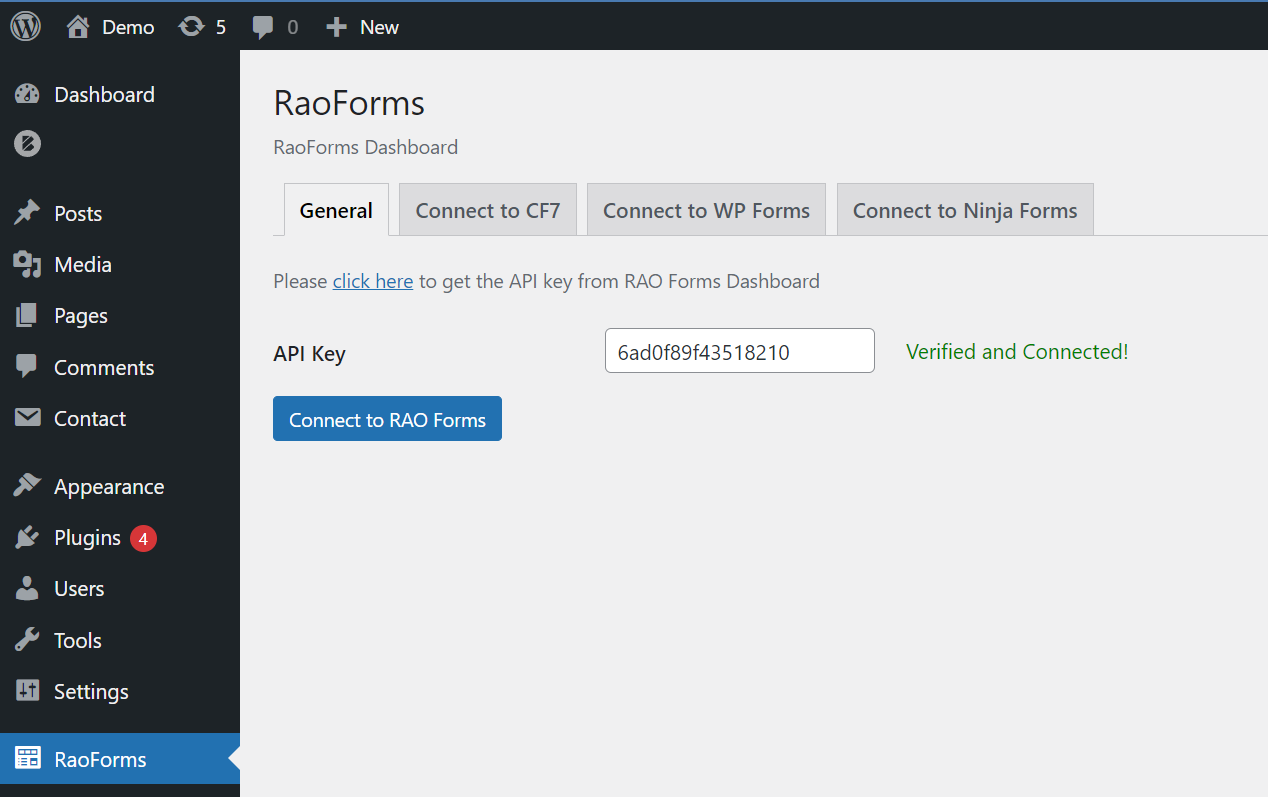 Demo 5 0 New
Dashboard
Posts
Media
Pages
Comments
Contact
Appearance
Plugins 4
Users
Tools
Settings
RaoForms
RaoForms
RaoForms Dashboard
General Connect to CF7 Connect to WP Forms Connect to Ninja Forms
Please click here to get the API key from RAO Forms Dashboard
API Key 6ad0f89f43518210 Verified and Connected!
Connect to RAO Forms